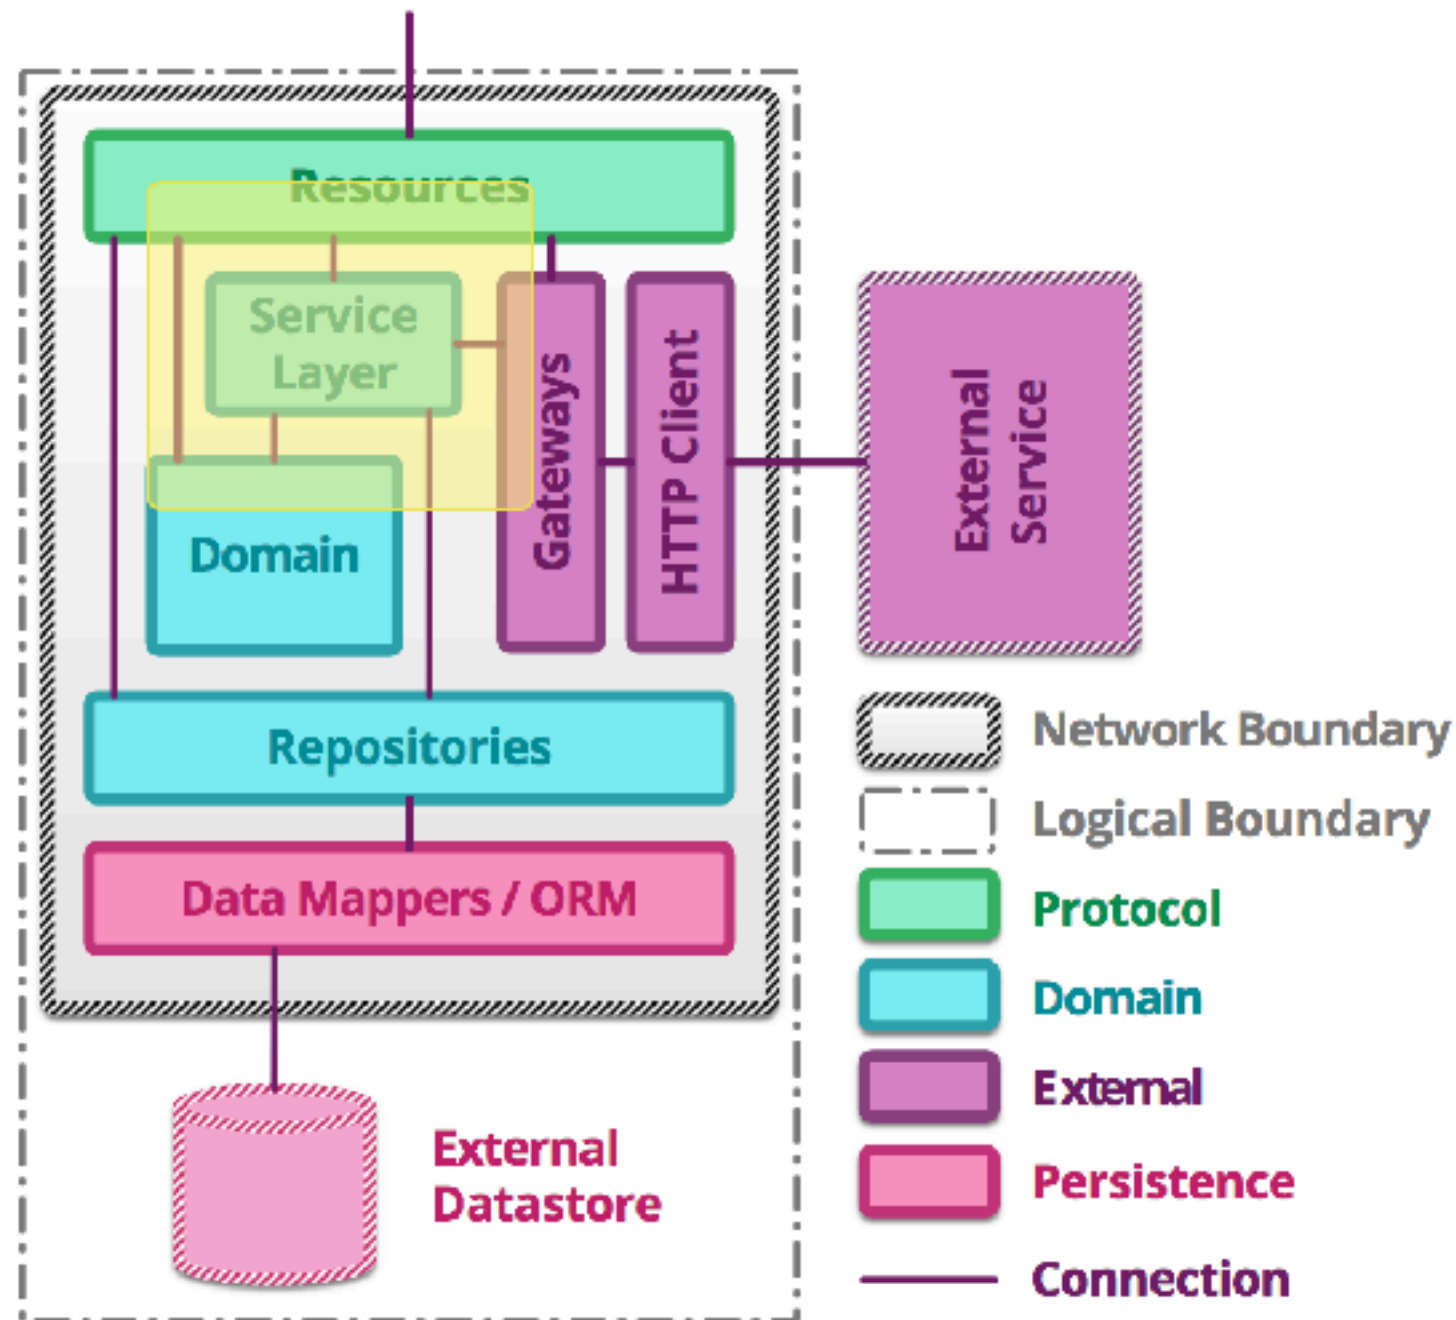 Resources
Service
Layer
Gateways
HTTP Client
External
Service
Domain
Repositories
Data Mappers / ORM
External
Datastore
Network Boundary
Logical Boundary
Protocol
Domain
External
Persistence
Connection